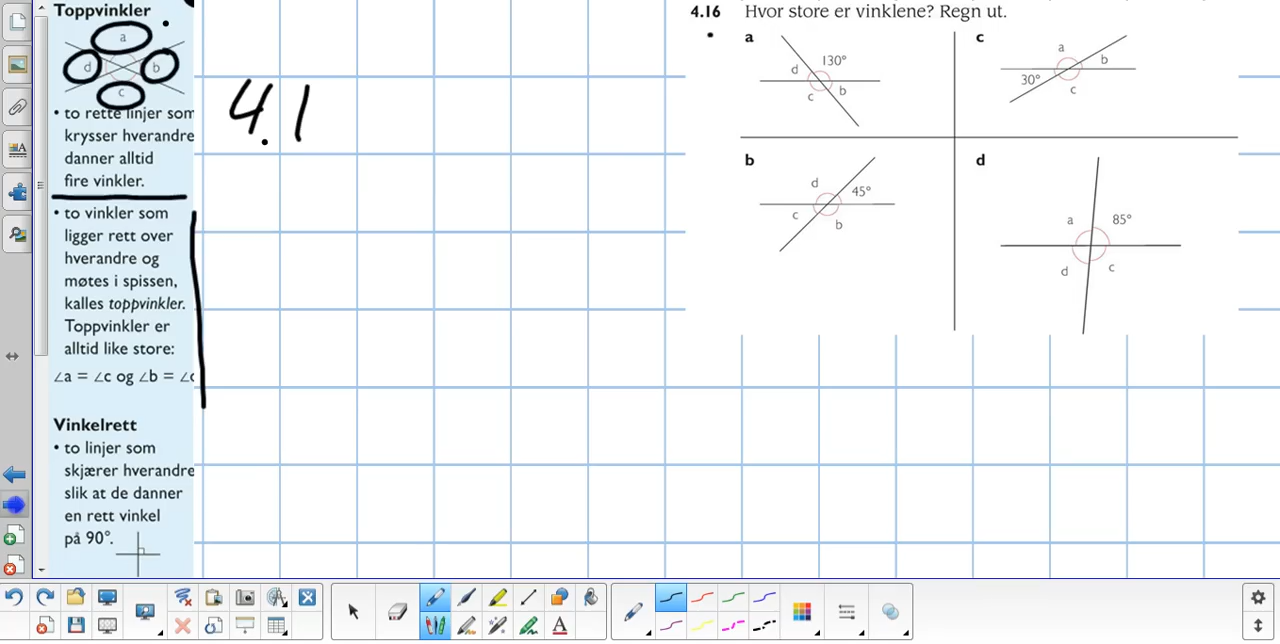 Toppvinkler
a
d
b
c
• to rette linjer som
krysser hverandre
danner alltid
fire vinkler.
• to vinkler som
ligger rett over
hverandre og
møtes i spissen,
kalles toppvinkler.
Toppvinkler er
alltid like store:
∠a = ∠c og ∠b = ∠
Vinkelrett
• to linjer som
skjærer hverandre
slik at de danner
en rett vinkel
på 90°.
4.1
4.16 Hvor store er vinklene? Regn ut.
a
d 130°
c b
c
a
b
30°
c
b
d
45°
c
b
d
a 85°
d c
A
A